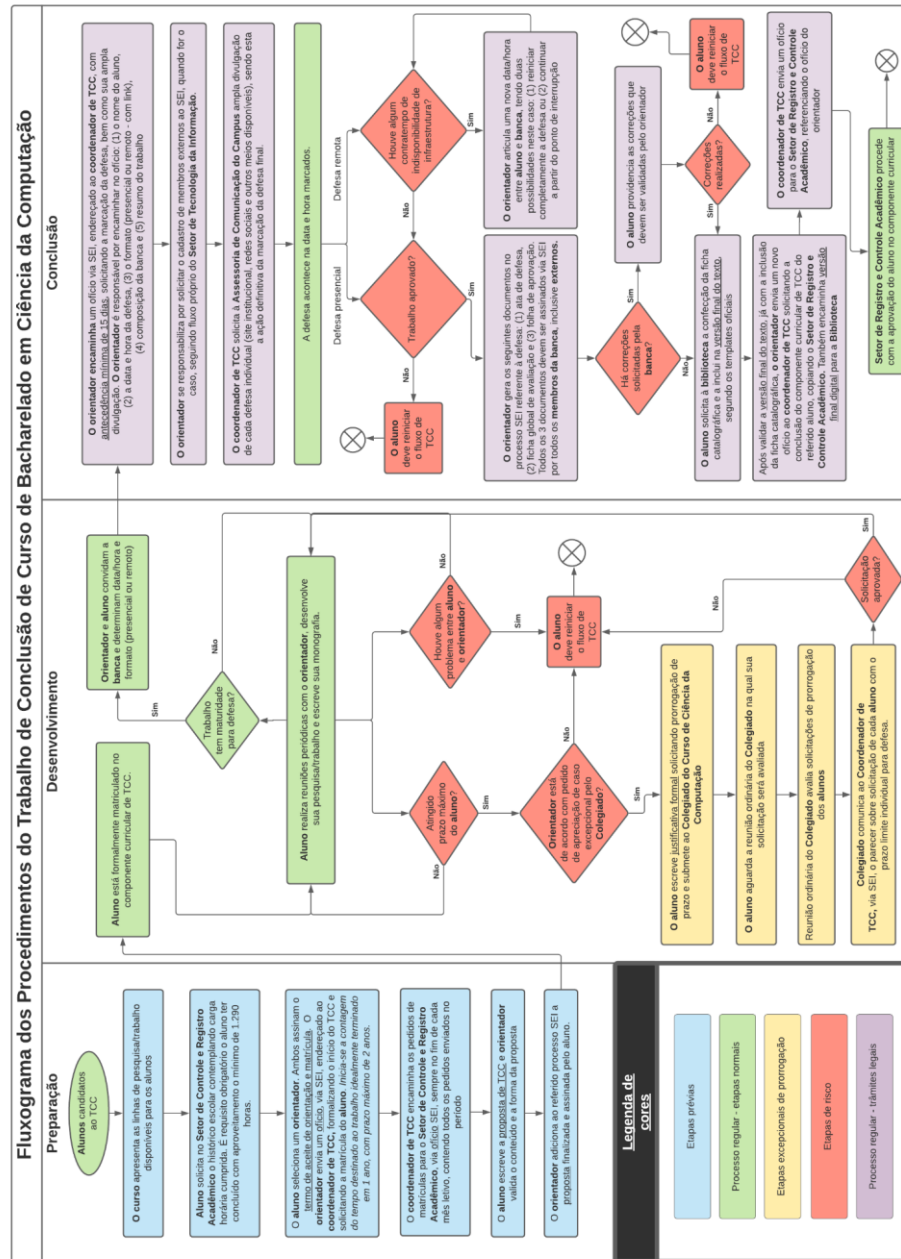 Fluxograma dos Procedimentos do Trabalho de Conclusão de Curso de Bacharelado em Ciência da Computação
Preparação
Alunos candidatos
ao TCC
O curso apresenta as linhas de pesquisa/trabalho
disponíveis para os alunos
Aluno solicita no Setor de Controle e Registro
Acadêmico o histórico escolar contemplando carga
horária cumprida. É requisito obrigatório o aluno ter
concluído com aproveitamento o mínimo de 1.290
horas.
O aluno seleciona um orientador. Ambos assinam o
termo de aceite de orientação e matrícula. O
orientador envia um ofício, via SEI, endereçado ao
coordenador de TCC, formalizando o início do TCC e
solicitando a matrícula do aluno. Inicia-se a contagem
do tempo destinado ao trabalho idealmente terminado
em 1 ano, com prazo máximo de 2 anos.
O coordenador de TCC encaminha os pedidos de
matrículas para o Setor de Controle e Registro
Acadêmico, via ofício SEI, sempre no fim de cada
mês letivo, contendo todos os pedidos enviados no
período
O aluno escreve a proposta de TCC e o orientador
valida o conteúdo e a forma da proposta
O orientador adiciona ao referido processo SEI a
proposta finalizada e assinada pelo aluno.
Legenda de
cores
Etapas prévias
Processo regular - etapas normais
Etapas excepcionais de prorrogação
Etapas de risco
Processo regular - trâmites legais
Desenvolvimento
Aluno está formalmente matriculado no
componente curricular de TCC.
Orientador e aluno convidam a
banca e determinam data/hora e
formato (presencial ou remoto)
Sim
Trabalho
tem maturidade
para defesa?
Não
Aluno realiza reuniões periódicas com o orientador, desenvolve
sua pesquisa/trabalho e escreve sua monografia.
Atingido
prazo máximo
do aluno?
Não
Sim
Houve algum
problema entre aluno
e orientador?
Não
Sim
Orientador está
de acordo com pedido
de apreciação de caso
excepcional pelo
Colegiado?
Não
Sim
O aluno
deve reiniciar
o fluxo de
TCC
O aluno escreve justificativa formal solicitando prorrogação de
prazo e submete ao Colegiado do Curso de Ciência da
Computação
O aluno aguarda a reunião ordinária do Colegiado na qual sua
solicitação será avaliada
Reunião ordinária do Colegiado avalia solicitações de prorrogação
dos alunos
Colegiado comunica ao Coordenador de
TCC, via SEI, o parecer sobre solicitação de cada aluno com o
prazo limite individual para defesa.
Solicitação
aprovada?
Não
Sim
Conclusão
O orientador encaminha um ofício via SEI, endereçado ao coordenador de TCC, com
antecedência mínima de 15 dias, solicitando a marcação da defesa, bem como sua ampla
divulgação. O orientador é responsável por encaminhar no ofício: (1) o nome do aluno,
(2) a data e hora da defesa, (3) o formato (presencial ou remoto - com link),
(4) composição da banca e (5) resumo do trabalho
O orientador se responsabiliza por solicitar o cadastro de membros externos ao SEI, quando for o
caso, seguindo fluxo próprio do Setor de Tecnologia da Informação.
O coordenador de TCC solicita à Assessoria de Comunicação do Campus ampla divulgação
de cada defesa individual (site institucional, redes sociais e outros meios disponíveis), sendo esta
a ação definitiva da marcação da defesa final.
A defesa acontece na data e hora marcados.
Defesa presencial
Defesa remota
Houve algum
contratempo de
indisponibilidade de
infraestrutura?
Não
Sim
Trabalho aprovado?
Não
Sim
O aluno
deve reiniciar
o fluxo de
TCC
O orientador articula uma nova data/hora
entre aluno e banca, tendo duas
possibilidades neste caso: (1) reiniciar
completamente a defesa ou (2) continuar
a partir do ponto de interrupção
O orientador gera os seguintes documentos no
processo SEI referente à defesa: (1) ata de defesa,
(2) ficha global de avaliação e (3) folha de aprovação.
Todos os 3 documentos devem ser assinados via SEI
por todos os membros da banca, inclusive externos.
Há correções
solicitadas pela
banca?
Sim
Não
O aluno providencia as correções que
devem ser validadas pelo orientador
Correções
realizadas?
Não
Sim
O aluno
deve reiniciar
o fluxo de
TCC
O aluno solicita à biblioteca a confecção da ficha
catalográfica e a inclui na versão final do texto,
segundo os templates oficiais
Após validar a versão final do texto, já com a inclusão
da ficha catalográfica, o orientador envia um novo
ofício ao coordenador de TCC solicitando a
conclusão do componente curricular de TCC do
referido aluno, copiando o Setor de Registro e
Controle Acadêmico. Também encaminha versão
final digital para a Biblioteca
O coordenador de TCC envia um ofício
para o Setor de Registro e Controle
Acadêmico, referenciando o ofício do
orientador
Setor de Registro e Controle Acadêmico procede
com a aprovação do aluno no componente curricular